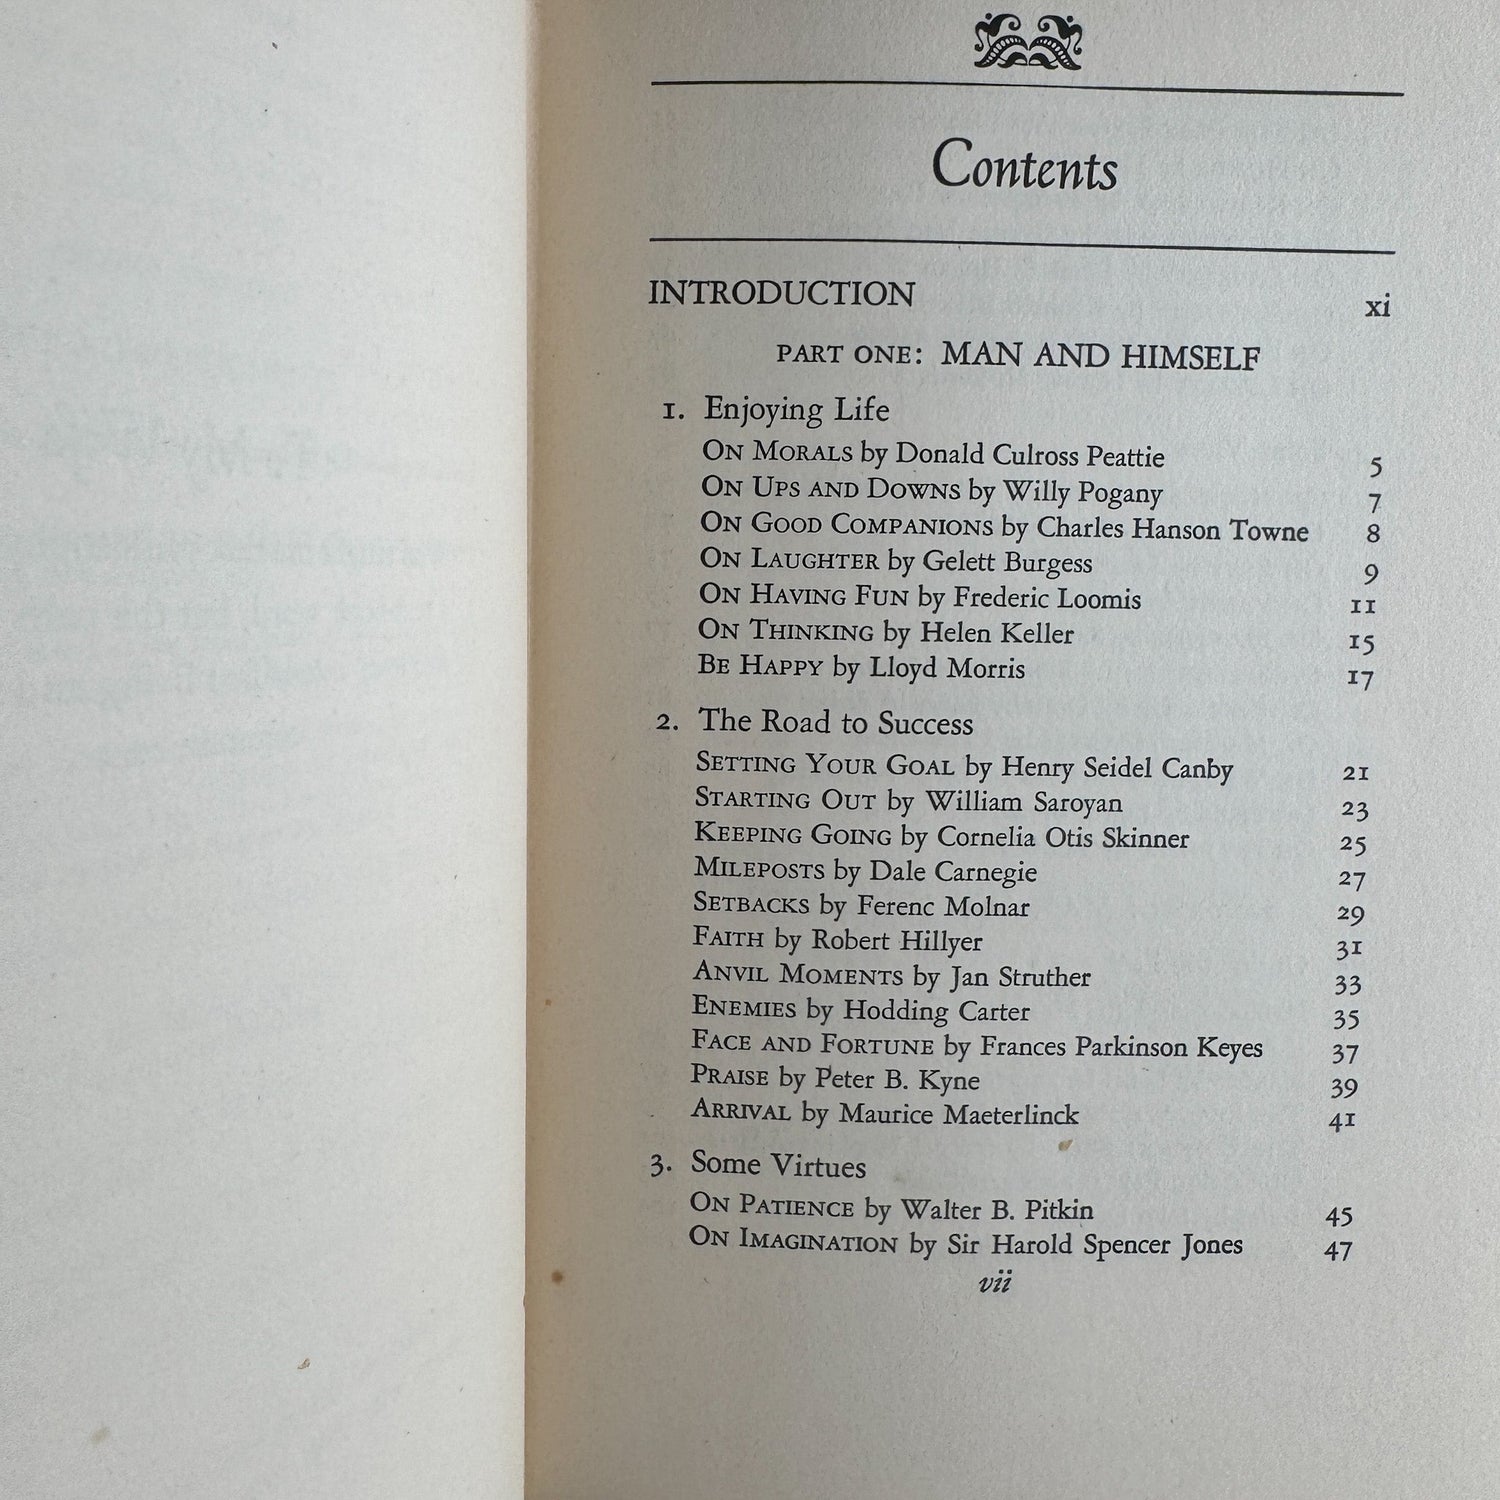 Contents
INTRODUCTION xi
PART ONE: MAN AND HIMSELF
1. Enjoying Life
ON MORALS by Donald Culross Peattie 5
ON UPS AND DOWNS by Willy Pogany 7
ON GOOD COMPANIONS by Charles Hanson Towne 8
ON LAUGHTER by Gelett Burgess 9
ON HAVING FUN by Frederic Loomis 11
ON THINKING by Helen Keller 15
BE HAPPY by Lloyd Morris 17
2. The Road to Success
SETTING YOUR GOAL by Henry Seidel Canby 21
STARTING OUT by William Saroyan 23
KEEPING GOING by Cornelia Otis Skinner 25
MILEPOSTS by Dale Carnegie 27
SETBACKS by Ferenc Molnar 29
FAITH by Robert Hillyer 31
ANVIL MOMENTS by Jan Struther 33
ENEMIES by Hodding Carter 35
FACE AND FORTUNE by Frances Parkinson Keyes 37
PRAISE by Peter B. Kyne 39
ARRIVAL by Maurice Maeterlinck 41
3. Some Virtues
ON PATIENCE by Walter B. Pitkin 45
ON IMAGINATION by Sir Harold Spencer Jones 47
vii